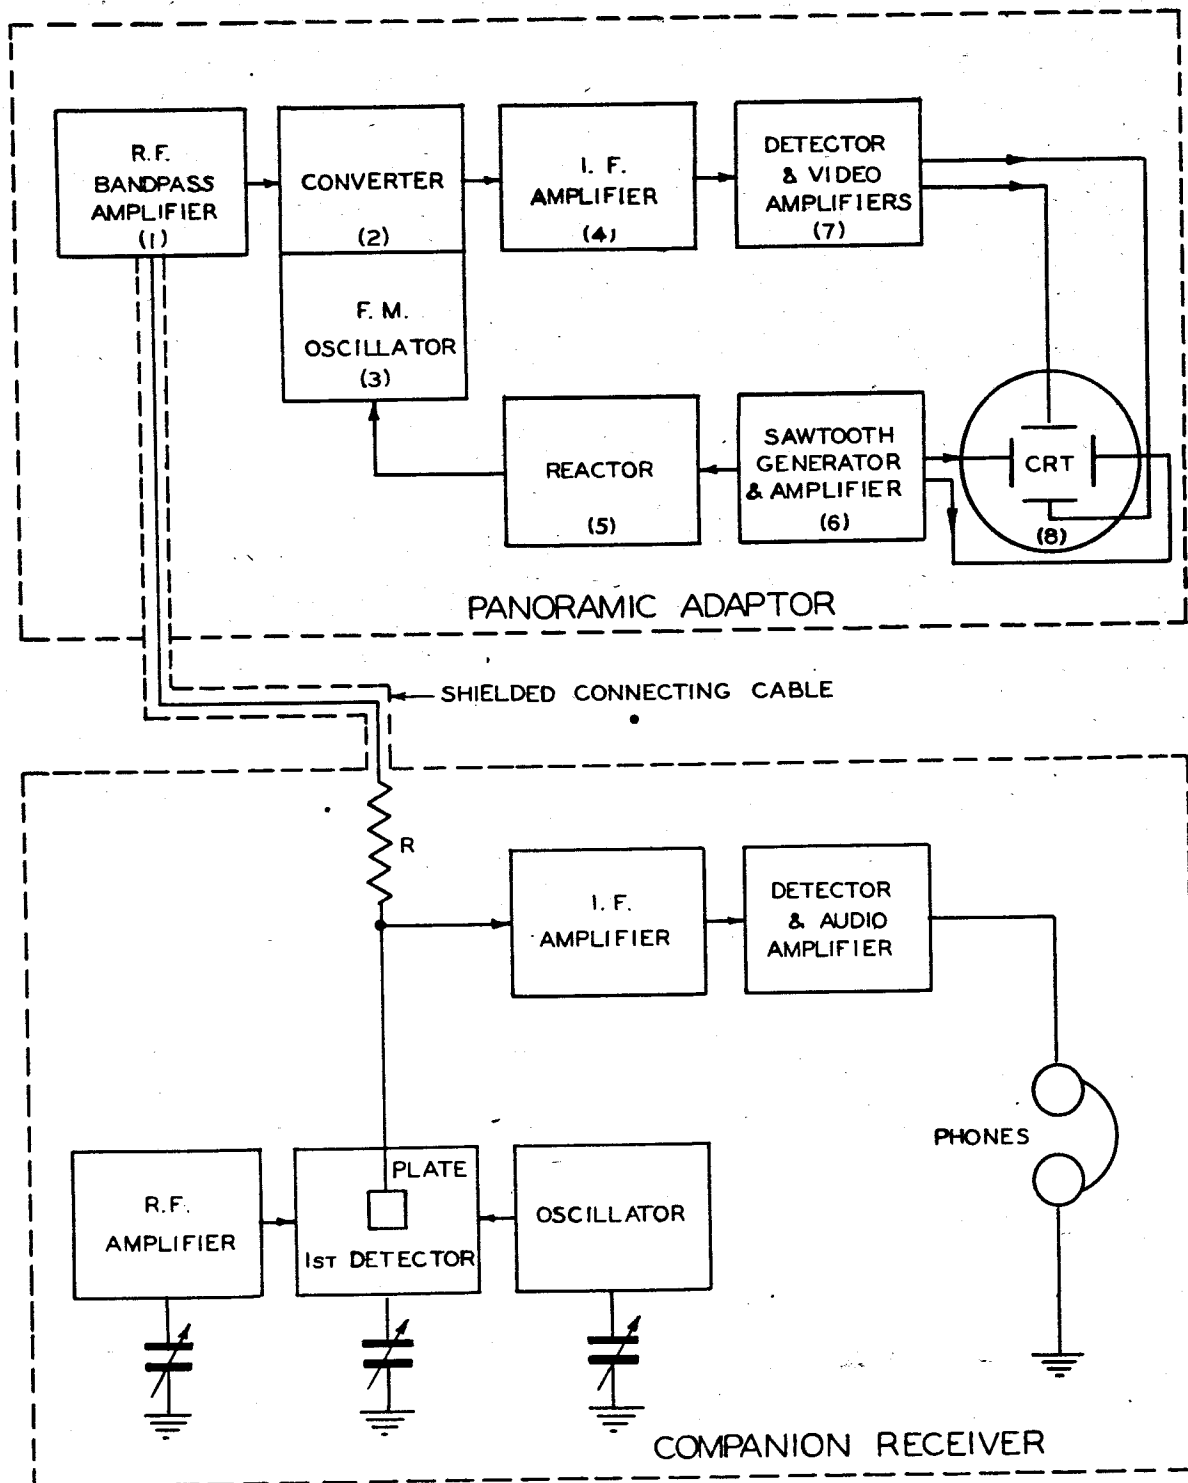 R.F.
BANDPASS
AMPLIFIER
(1)
CONVERTER
(2)
I. F.
AMPLIFIER
(4)
DETECTOR
& VIDEO
AMPLIFIERS
(7)
F. M.
OSCILLATOR
(3)
REACTOR
(5)
SAWTOOTH
GENERATOR
& AMPLIFIER
(6)
CRT
(8)
PANORAMIC ADAPTOR
SHIELDED CONNECTING CABLE
R
I. F.
AMPLIFIER
DETECTOR
& AUDIO
AMPLIFIER
PHONES
R.F.
AMPLIFIER
PLATE
1ST DETECTOR
OSCILLATOR
COMPANION RECEIVER